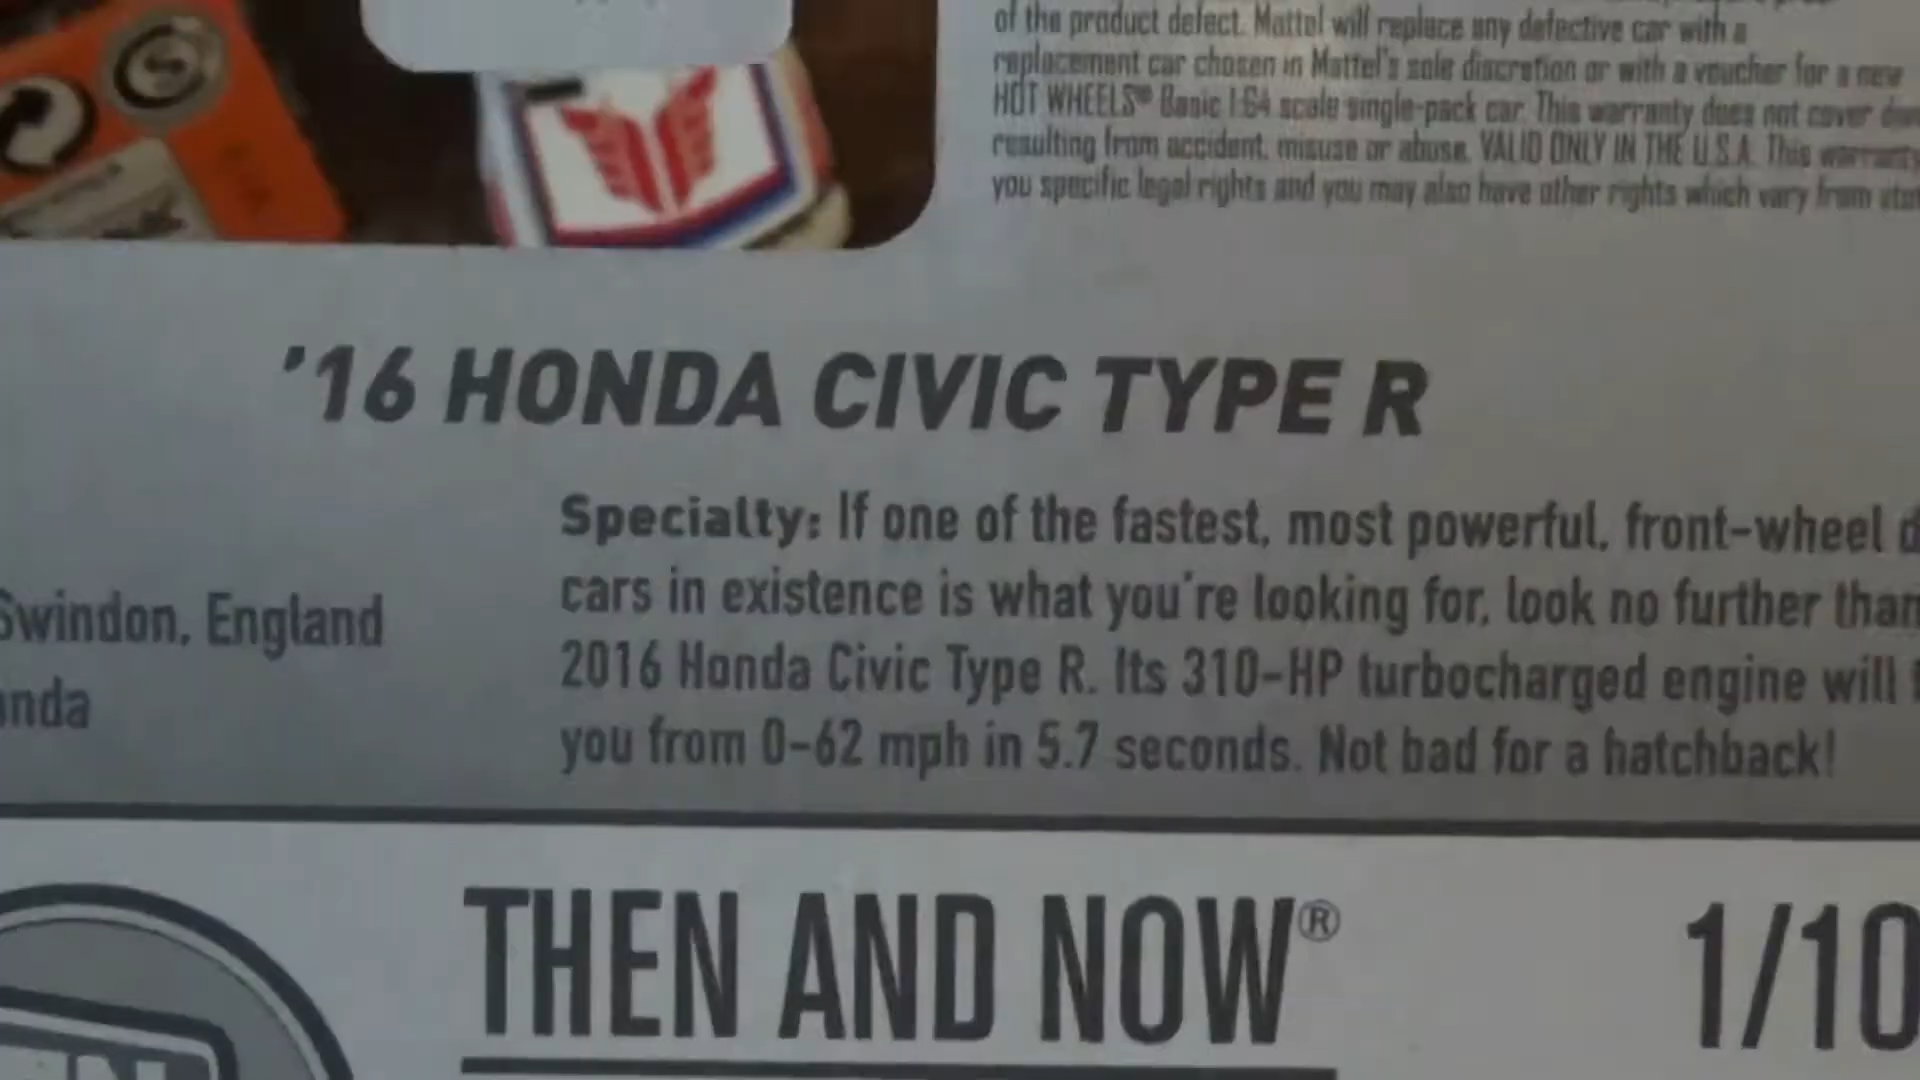 of the product defect. Mattel will replace any defective car with a
replacement car chosen in Mattel's sole discretion or with a voucher for a new
HOT WHEELS® Basic 1:64 scale single-pack car. This warranty does not cover
resulting from accident, misuse or abuse. VALID ONLY IN THE U.S.A. This warranty
you specific legal rights and you may also have other rights which vary from
'16 HONDA CIVIC TYPE R
Specialty: If one of the fastest, most powerful, front-wheel d
cars in existence is what you're looking for, look no further than
2016 Honda Civic Type R. Its 310-HP turbocharged engine will
you from 0-62 mph in 5.7 seconds. Not bad for a hatchback!
Swindon, England
nda
THEN AND NOW®
1/10